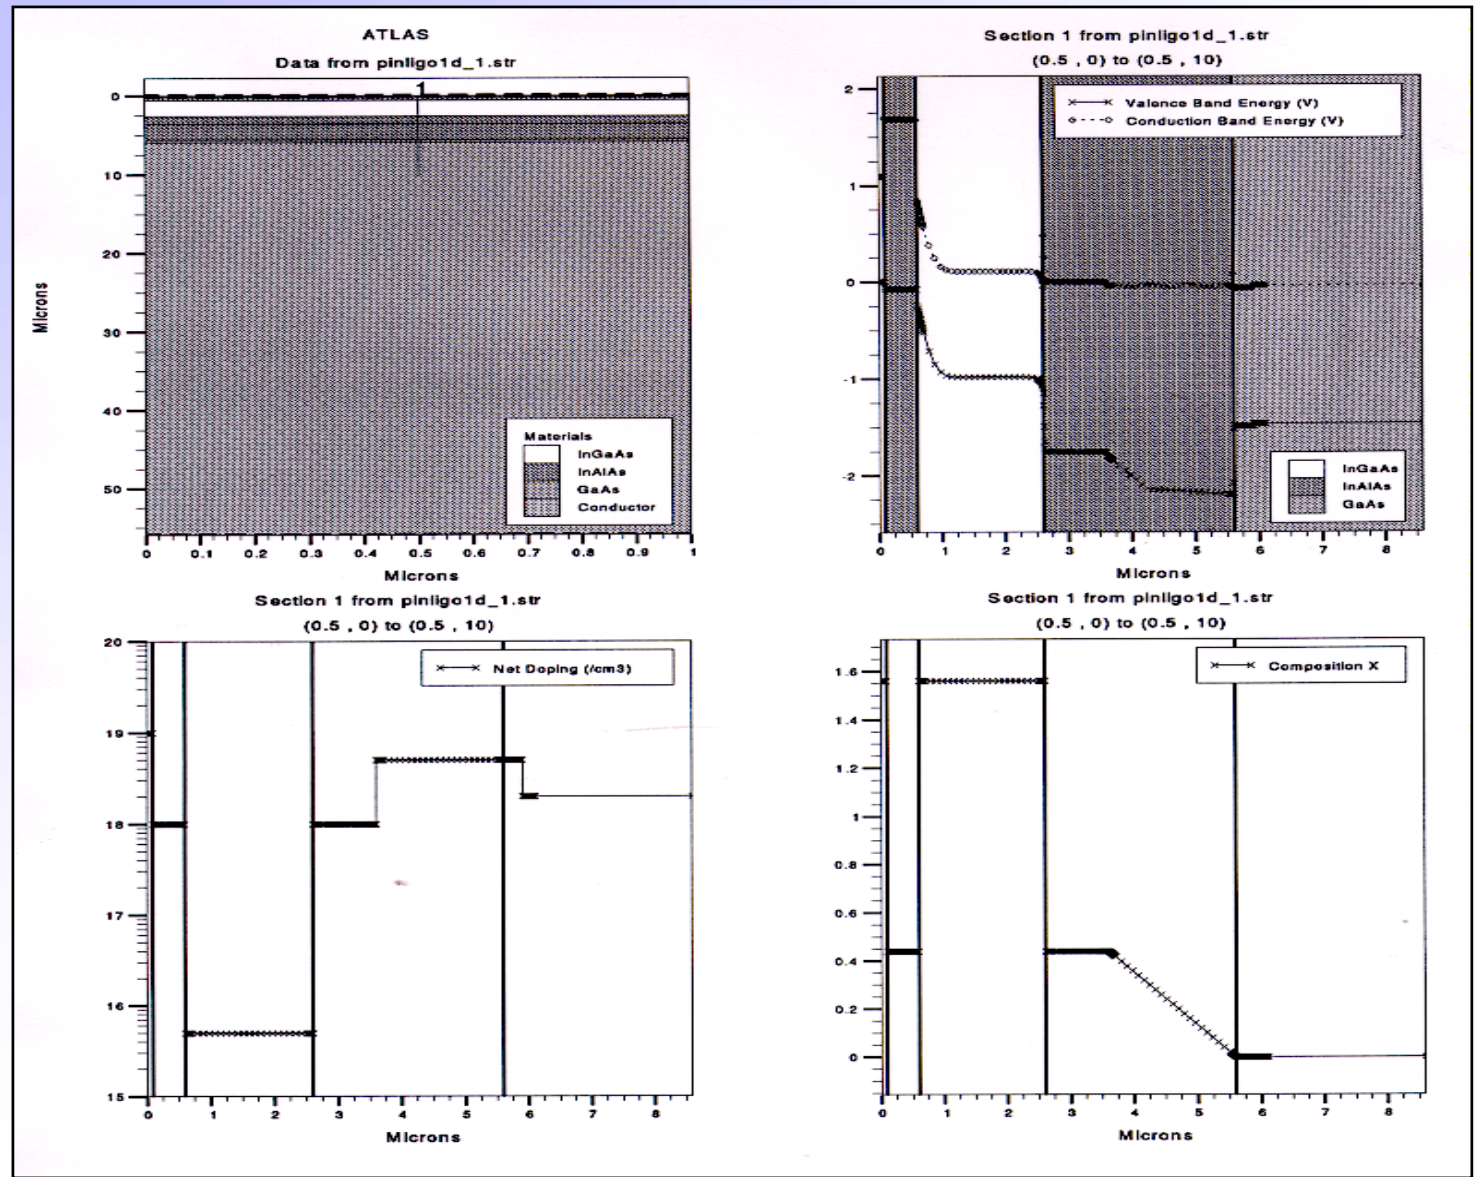 ATLAS
Data from pinligo1d_1.str
1
0
10
20
30
40
50
Microns
Materials
InGaAs
InAlAs
GaAs
Conductor
0 0.1 0.2 0.3 0.4 0.5 0.6 0.7 0.8 0.9 1
Microns
Section 1 from pinligo1d_1.str
(0.5 , 0) to (0.5 , 10)
Valence Band Energy (V)
Conduction Band Energy (V)
2
1
0
-1
-2
InGaAs
InAlAs
GaAs
0 1 2 3 4 5 6 7 8
Microns
Section 1 from pinligo1d_1.str
(0.5 , 0) to (0.5 , 10)
Net Doping (/cm3)
20
19
18
17
16
15
0 1 2 3 4 5 6 7 8
Microns
Section 1 from pinligo1d_1.str
(0.5 , 0) to (0.5 , 10)
Composition X
1.6
1.4
1.2
1
0.8
0.6
0.4
0.2
0
0 1 2 3 4 5 6 7 8
Microns